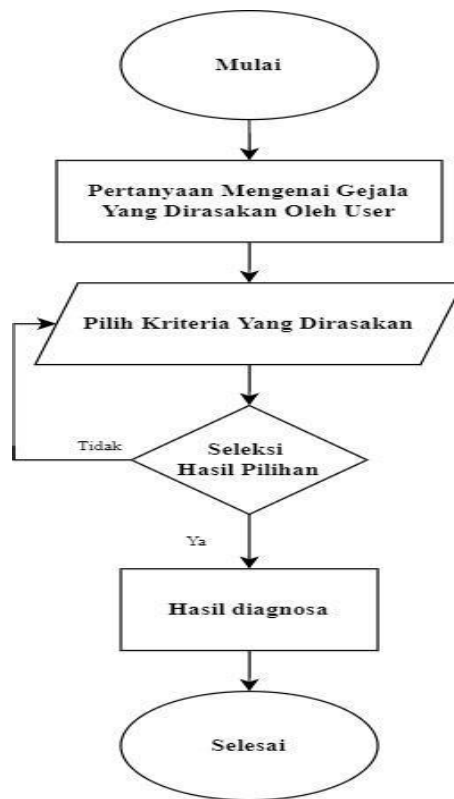 Mulai
Pertanyaan Mengenai Gejala
Yang Dirasakan Oleh User
Pilih Kriteria Yang Dirasakan
Tidak
Seleksi
Hasil Pilihan
Ya
Hasil diagnosa
Selesai